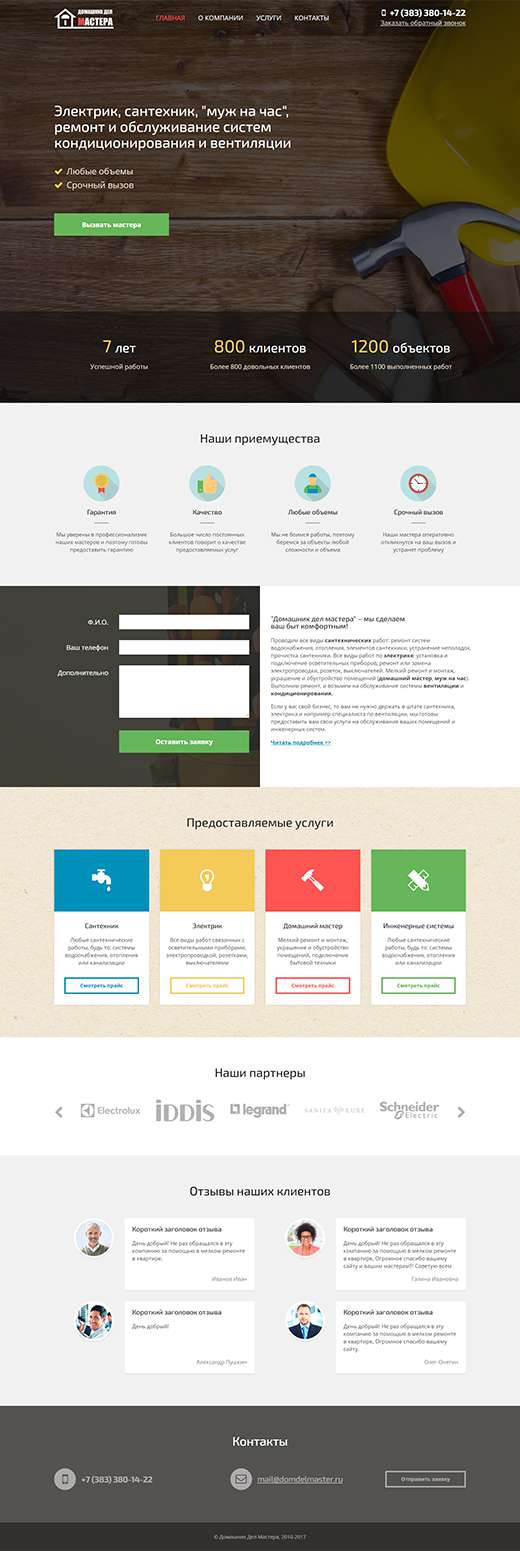 ДОМАШНИХ ДЕЛ
МАСТЕРА
ГЛАВНАЯ О КОМПАНИИ УСЛУГИ КОНТАКТЫ
+7 (383) 380-14-22
Заказать обратный звонок
Электрик, сантехник, "муж на час",
ремонт и обслуживание систем
кондиционирования и вентиляции
Любые объемы
Срочный вызов
Вызвать мастера
7 лет
Успешной работы
800 клиентов
Более 800 довольных клиентов
1200 объектов
Более 1100 выполненных работ
Наши приемущества
Гарантия
Мы уверены в профессионализме
наших мастеров и поэтому готовы
предоставить гарантию
Качество
Большое число постоянных
клиентов говорит о качестве
предоставляемых услуг
Любые объемы
Мы не боимся работы, поэтому
беремся за объекты любой
сложности и объема
Срочный вызов
Наши мастера оперативно
откликнутся на ваш вызов и
устранят проблему
Ф.И.О.
Ваш телефон
Дополнительно
Оставить заявку
"Домашних дел мастера" – мы сделаем
ваш быт комфортным!
Проводим все виды сантехнических работ: ремонт систем
водоснабжения, отопления, элементов сантехники, устранение неполадок,
прочистка сантехники. Все виды работ по электрике: установка и
подключение осветительных приборов, ремонт или замена
электропроводки, розеток, выключателей. Мелкий ремонт и монтаж,
украшение и обустройство помещений (домашний мастер, муж на час).
Выполним ремонт, и возьмем на обслуживание системы вентиляции и
кондиционирования.
Если у вас свой бизнес, то вам не нужно держать в штате сантехника,
электрика и например специалиста по вентиляции, мы готовы
предоставить вам свои услуги на обслуживания ваших помещений и
инженерных систем.
Читать подробнее >>
Предоставляемые услуги
Сантехник
Любые сантехнические
работы, будь то: системы
водоснабжения, отопления
или канализации
Смотреть прайс
Электрик
Все виды работ связанных с
осветительными приборами,
электропроводкой, розетками,
выключателями
Смотреть прайс
Домашний мастер
Мелкий ремонт и монтаж,
украшение и обустройство
помещений, подключение
бытовой техники
Смотреть прайс
Инженерные системы
Любые сантехнические
работы, будь то: системы
водоснабжения, отопления
или канализации
Смотреть прайс
Наши партнеры
Electrolux
IDDIS
legrand
SANITA LUXE
Schneider
Electric
Отзывы наших клиентов
Короткий заголовок отзыва
День добрый! Не раз обращался в эту
компанию за помощью в мелком ремонте
в квартире.
Иванов Иван
Короткий заголовок отзыва
День добрый! Не раз обращался в эту
компанию за помощью в мелком ремонте
в квартире, Огромное спасибо вашему
сайту и вашим мастерам!!! Советую всем
Галина Ивановна
Короткий заголовок отзыва
День добрый!
Александр Пушкин
Короткий заголовок отзыва
День добрый! Не раз обращался в эту
компанию за помощью в мелком ремонте
в квартире, Огромное спасибо вашему
сайту.
Олег Онегин
Контакты
+7 (383) 380-14-22
mail@domdelmaster.ru
Отправить заявку
© Домашних Дел Мастера, 2010-2017